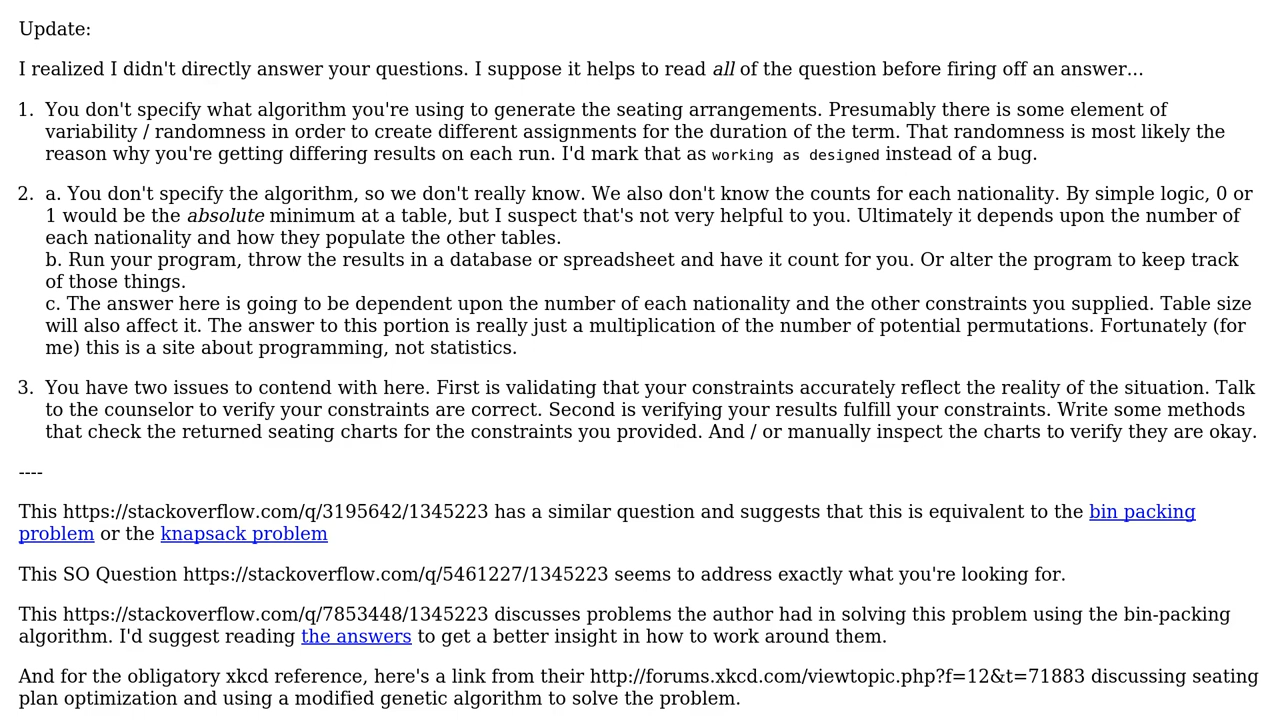 Update:
I realized I didn't directly answer your questions. I suppose it helps to read all of the question before firing off an answer...
1. You don't specify what algorithm you're using to generate the seating arrangements. Presumably there is some element of
variability / randomness in order to create different assignments for the duration of the term. That randomness is most likely the
reason why you're getting differing results on each run. I'd mark that as working as designed instead of a bug.
2. a. You don't specify the algorithm, so we don't really know. We also don't know the counts for each nationality. By simple logic, 0 or
1 would be the absolute minimum at a table, but I suspect that's not very helpful to you. Ultimately it depends upon the number of
each nationality and how they populate the other tables.
b. Run your program, throw the results in a database or spreadsheet and have it count for you. Or alter the program to keep track
of those things.
c. The answer here is going to be dependent upon the number of each nationality and the other constraints you supplied. Table size
will also affect it. The answer to this portion is really just a multiplication of the number of potential permutations. Fortunately (for
me) this is a site about programming, not statistics.
3. You have two issues to contend with here. First is validating that your constraints accurately reflect the reality of the situation. Talk
to the counselor to verify your constraints are correct. Second is verifying your results fulfill your constraints. Write some methods
that check the returned seating charts for the constraints you provided. And / or manually inspect the charts to verify they are okay.
----
This https://stackoverflow.com/q/3195642/1345223 has a similar question and suggests that this is equivalent to the bin packing
problem or the knapsack problem
This SO Question https://stackoverflow.com/q/5461227/1345223 seems to address exactly what you're looking for.
This https://stackoverflow.com/q/7853448/1345223 discusses problems the author had in solving this problem using the bin-packing
algorithm. I'd suggest reading the answers to get a better insight in how to work around them.
And for the obligatory xkcd reference, here's a link from their http://forums.xkcd.com/viewtopic.php?f=12&t=71883 discussing seating
plan optimization and using a modified genetic algorithm to solve the problem.